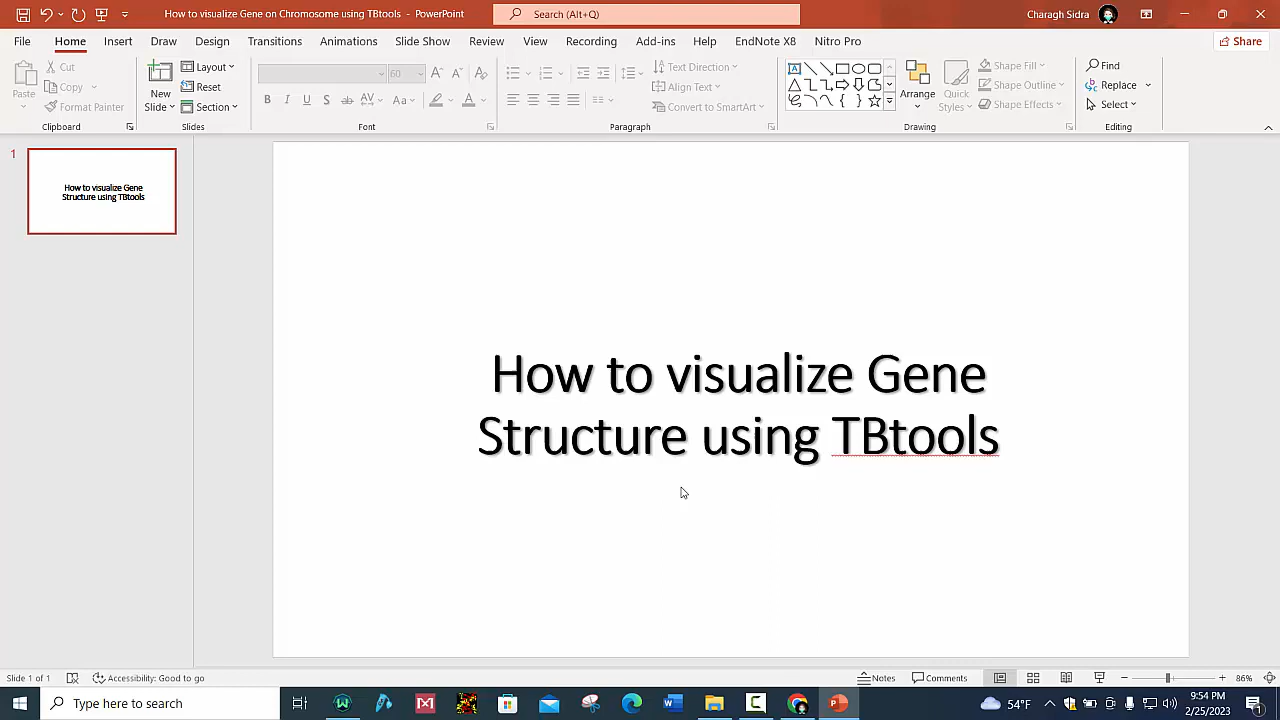 How to visualize Gene on Chromosome using TBtools - PowerPoint
Search (Alt+Q)
Charagh Sidra
File Home Insert Draw Design Transitions Animations Slide Show Review View Recording Add-ins Help EndNote X8 Nitro Pro
Share
Paste
Cut
Copy
Format Painter
Clipboard
New Slide
Layout
Reset
Section
Slides
60
Font
Text Direction
Align Text
Convert to SmartArt
Paragraph
Arrange
Quick Styles
Shape Fill
Shape Outline
Shape Effects
Drawing
Find
Replace
Select
Editing
1
How to visualize Gene
Structure using TBtools
How to visualize Gene
Structure using TBtools
Slide 1 of 1
Accessibility: Good to go
Notes
Comments
86%
Type here to search
54°F
9:54 PM
2/25/2023